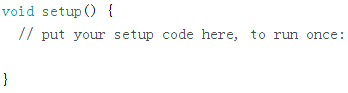 void setup() {
  // put your setup code here, to run once:

}